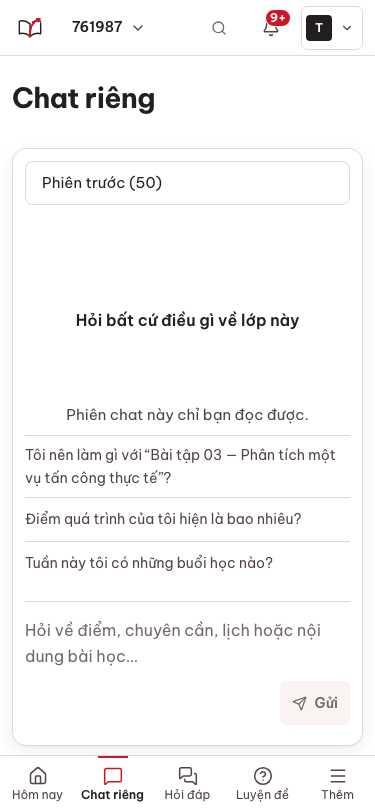 761987
9+
T
Chat riêng
Phiên trước (50)
Hỏi bất cứ điều gì về lớp này
Phiên chat này chỉ bạn đọc được.
Tôi nên làm gì với “Bài tập 03 — Phân tích một
vụ tấn công thực tế”?
Điểm quá trình của tôi hiện là bao nhiêu?
Tuần này tôi có những buổi học nào?
Hỏi về điểm, chuyên cần, lịch hoặc nội
dung bài học…
Gửi
Hôm nay
Chat riêng
Hỏi đáp
Luyện đề
Thêm